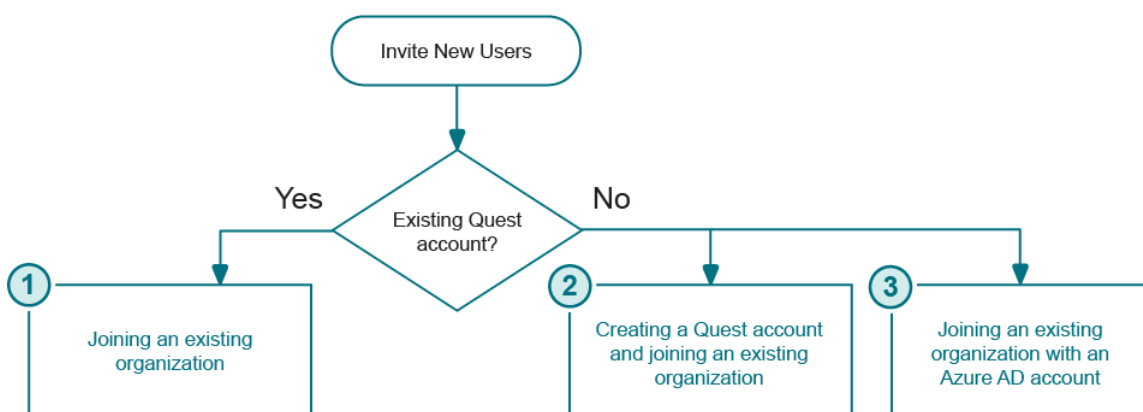 Invite New Users
Yes
No
Existing Quest
account?
1
Joining an existing
organization
2
Creating a Quest account
and joining an existing
organization
3
Joining an existing
organization with an
Azure AD account